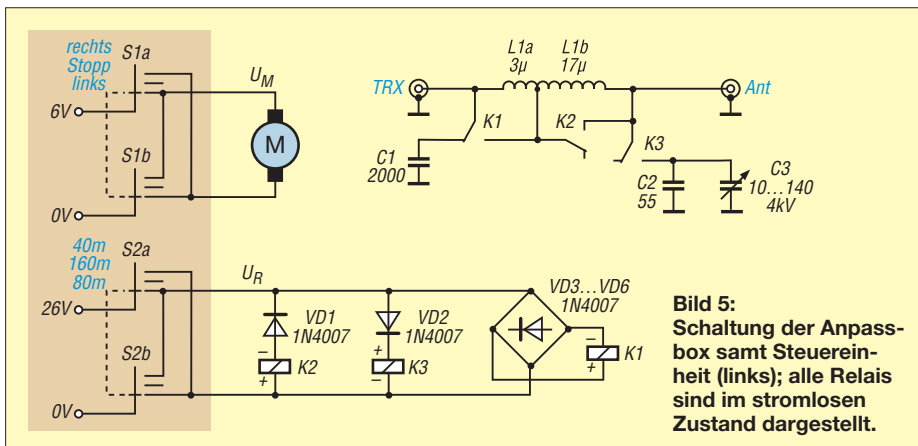 rechts
Stopp
links
S1a
6V
S1b
0V
U_M
M
TRX
L1a
3µ
L1b
17µ
Ant
K1
K2
K3
C1
2000
C2
55
C3
10...140
4kV
40m
160m
80m
S2a
26V
S2b
0V
U_R
VD1
1N4007
– 
K2
+
VD2
1N4007
+
K3
–
VD3...VD6
1N4007
–
K1
+
Bild 5:
Schaltung der Anpass-
box samt Steuerein-
heit (links); alle Relais
sind im stromlosen
Zustand dargestellt.